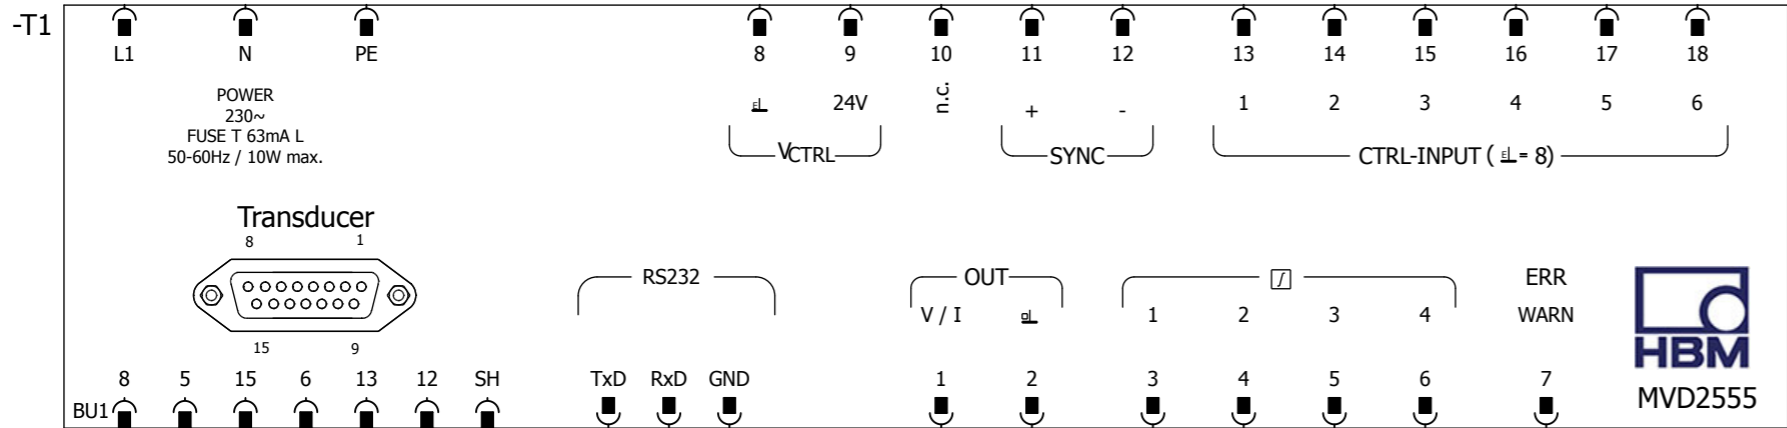 -T1
L1 N PE 8 9 10 11 12 13 14 15 16 17 18
24V n.c. + - 1 2 3 4 5 6
POWER
230~
FUSE T 63mA L
50-60Hz / 10W max.
VCTRL SYNC CTRL-INPUT ( = 8)
Transducer
8 1
15 9
RS232 OUT ERR
V / I 1 2 3 4 WARN
HBM
MVD2555
8 5 15 6 13 12 SH TxD RxD GND 1 2 3 4 5 6 7
BU1